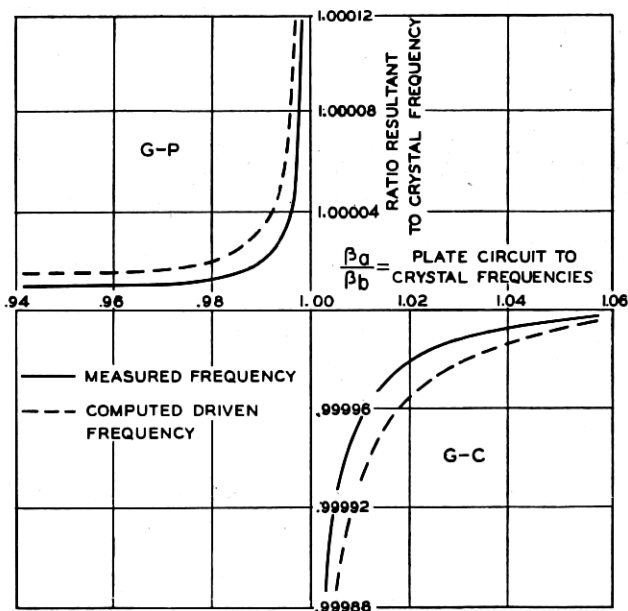 1.00012
1.00008
1.00004
RATIO RESULTANT
TO CRYSTAL FREQUENCY
G-P
βa/βb = PLATE CIRCUIT TO
CRYSTAL FREQUENCIES
.94 .96 .98 1.00 1.02 1.04 1.06
MEASURED FREQUENCY
COMPUTED DRIVEN
FREQUENCY
.99996
G-C
.99992
.99988